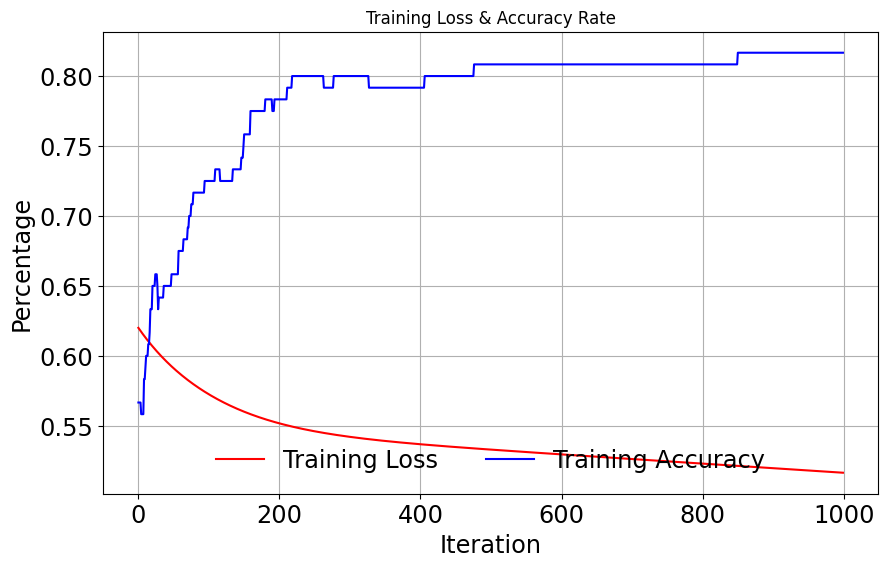 Training Loss & Accuracy Rate
Percentage
0.80
0.75
0.70
0.65
0.60
0.55
Training Loss
Training Accuracy
0 200 400 600 800 1000
Iteration